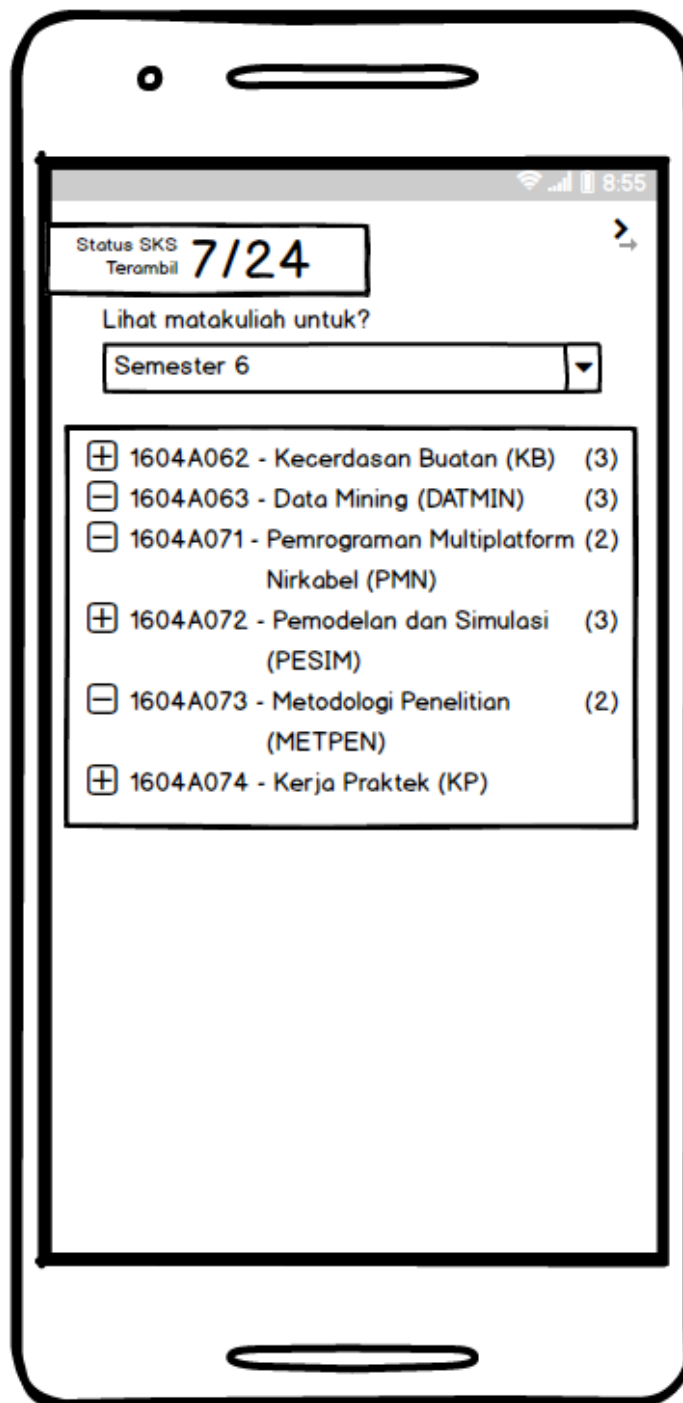 8:55
Status SKS
Terambil 7/24
Lihat matakuliah untuk?
Semester 6
1604A062 - Kecerdasan Buatan (KB) (3)
1604A063 - Data Mining (DATMIN) (3)
1604A071 - Pemrograman Multiplatform (2)
Nirkabel (PMN)
1604A072 - Pemodelan dan Simulasi (3)
(PESIM)
1604A073 - Metodologi Penelitian (2)
(METPEN)
1604A074 - Kerja Praktek (KP)